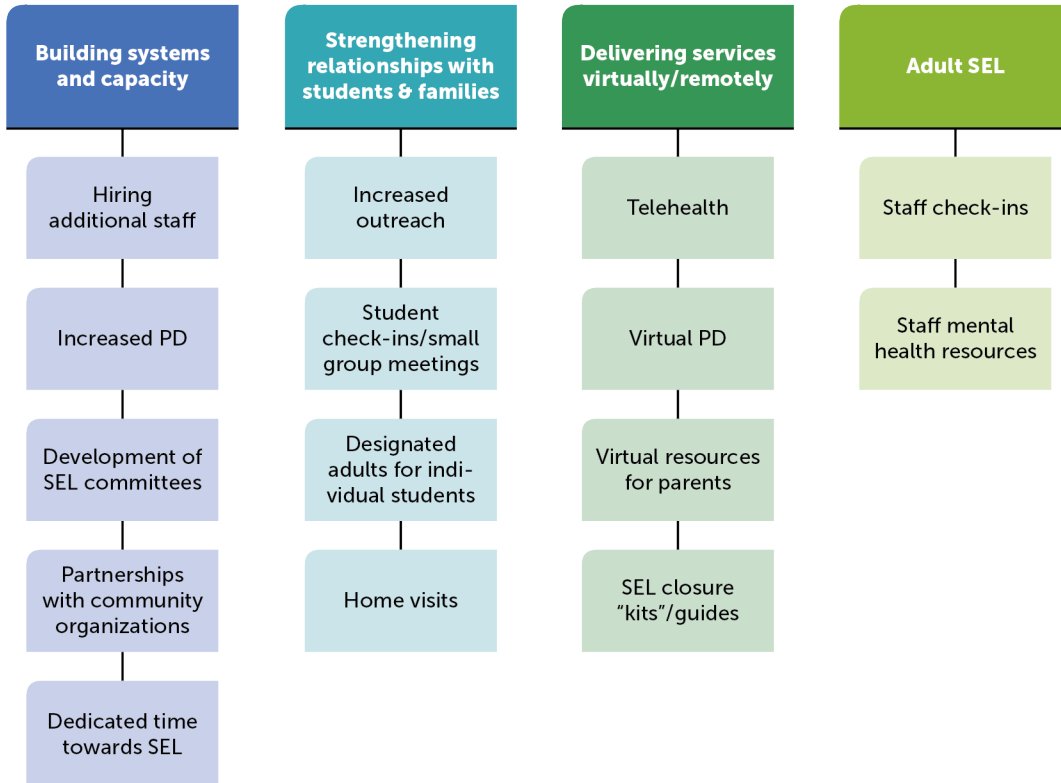 Building systems
and capacity
Hiring
additional staff
Increased PD
Development of
SEL committees
Partnerships
with community
organizations
Dedicated time
towards SEL
Strengthening
relationships with
students & families
Increased
outreach
Student
check-ins/small
group meetings
Designated
adults for indi-
vidual students
Home visits
Delivering services
virtually/remotely
Telehealth
Virtual PD
Virtual resources
for parents
SEL closure
“kits”/guides
Adult SEL
Staff check-ins
Staff mental
health resources